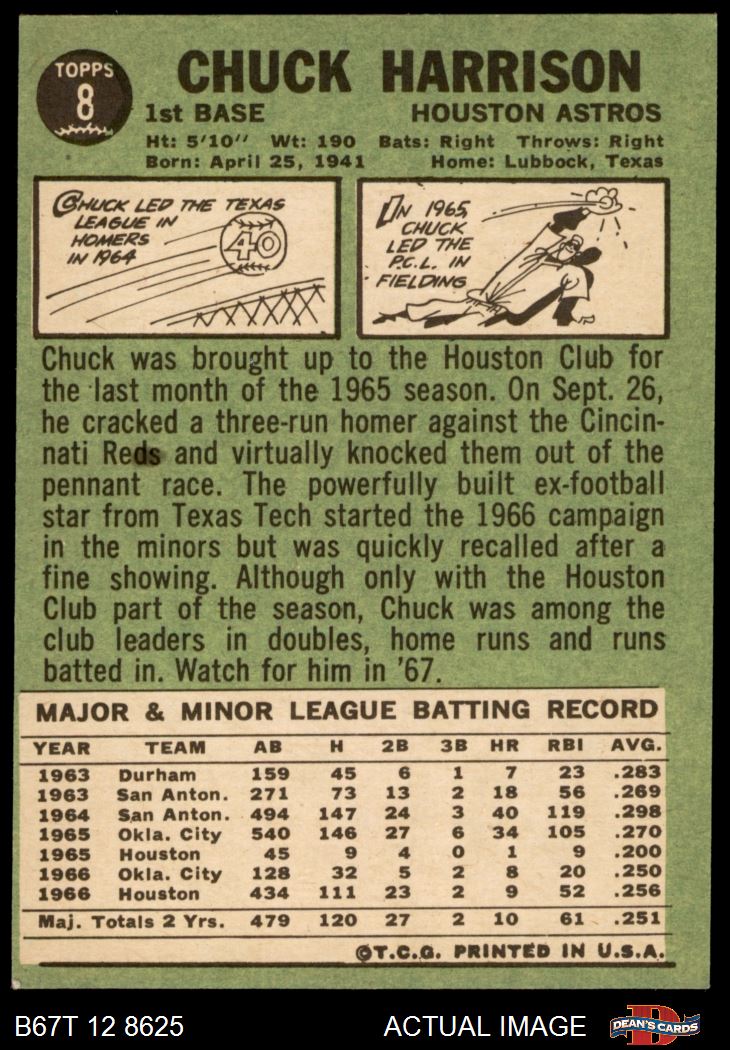 TOPPS
8
CHUCK HARRISON
1st BASE HOUSTON ASTROS
Ht: 5'10" Wt: 190 Bats: Right Throws: Right
Born: April 25, 1941 Home: Lubbock, Texas
CHUCK LED THE TEXAS
LEAGUE IN
HOMERS
IN 1964
40
IN 1965,
CHUCK
LED THE
P.C.L. IN
FIELDING
Chuck was brought up to the Houston Club for
the last month of the 1965 season. On Sept. 26,
he cracked a three-run homer against the Cincin-
nati Reds and virtually knocked them out of the
pennant race. The powerfully built ex-football
star from Texas Tech started the 1966 campaign
in the minors but was quickly recalled after a
fine showing. Although only with the Houston
Club part of the season, Chuck was among the
club leaders in doubles, home runs and runs
batted in. Watch for him in '67.
MAJOR & MINOR LEAGUE BATTING RECORD
YEAR TEAM AB H 2B 3B HR RBI AVG.
1963 Durham 159 45 6 1 7 23 .283
1963 San Anton. 271 73 13 2 18 56 .269
1964 San Anton. 494 147 24 3 40 119 .298
1965 Okla. City 540 146 27 6 34 105 .270
1965 Houston 45 9 4 0 1 9 .200
1966 Okla. City 128 32 5 2 8 20 .250
1966 Houston 434 111 23 2 9 52 .256
Maj. Totals 2 Yrs. 479 120 27 2 10 61 .251
©T.C.G. PRINTED IN U.S.A.
B67T 12 8625 ACTUAL IMAGE
D
DEAN'S CARDS